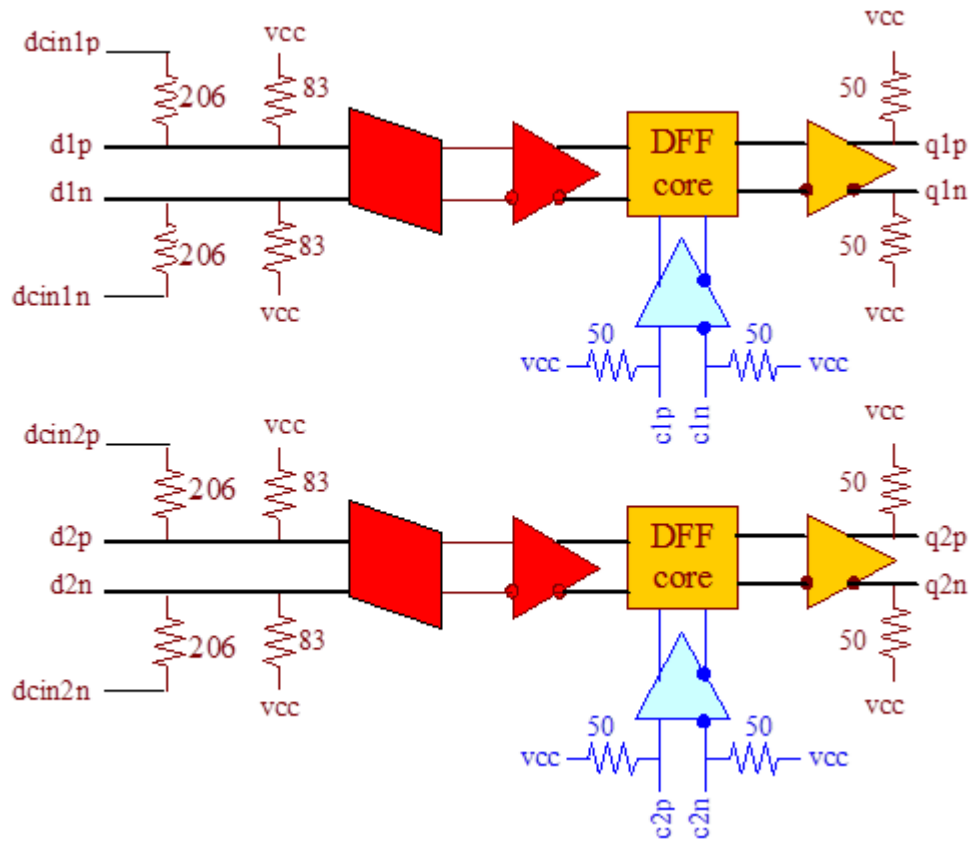 dcin1p
vcc
vcc
206
83
50
d1p
DFF
core
q1p
d1n
q1n
206
83
50
dcin1n
vcc
vcc
50
50
vcc
vcc
c1p
c1n
dcin2p
vcc
vcc
206
83
50
d2p
DFF
core
q2p
d2n
q2n
206
83
50
dcin2n
vcc
vcc
50
50
vcc
vcc
c2p
c2n